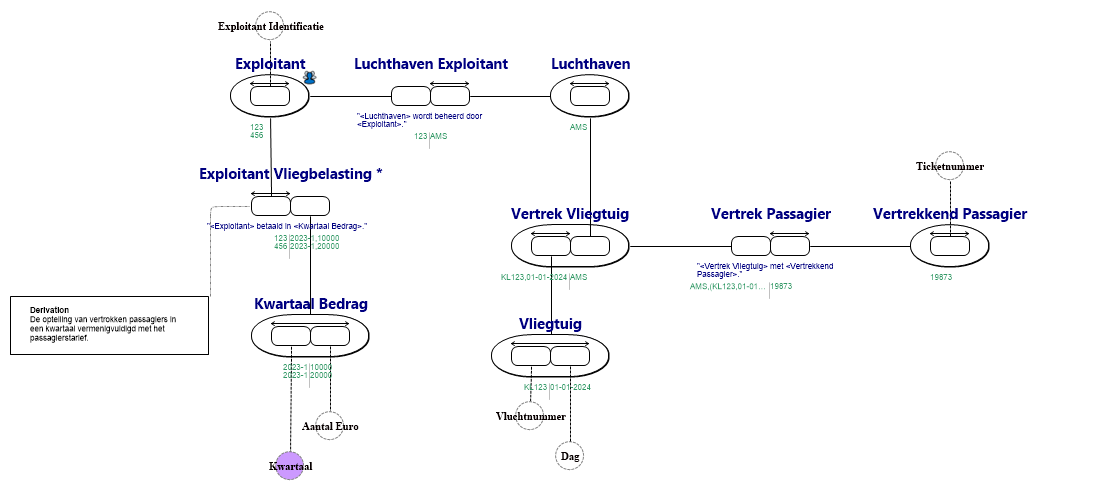 Exploitant Identificatie
Exploitant
Luchthaven Exploitant
Luchthaven
"<Luchthaven> wordt beheerd door
<Exploitant>."
123 AMS
123
456
AMS
Ticketnummer
Exploitant Vliegbelasting *
"<Exploitant> betaald in <Kwartaal Bedrag>."
123 2023-1,10000
456 2023-1,20000
Vertrek Vliegtuig
Vertrek Passagier
Vertrekkend Passagier
"<Vertrek Vliegtuig> met <Vertrekkend
Passagier>."
KL123,01-01-2024 AMS
AMS,(KL123,01-01... 19873
19873
Derivation
De optelling van vertrokken passagiers in
een kwartaal vermenigvuldigd met het
passagierstarief.
Kwartaal Bedrag
2023-1 10000
2023-1 20000
Vliegtuig
KL123 01-01-2024
Vluchtnummer
Aantal Euro
Dag
Kwartaal